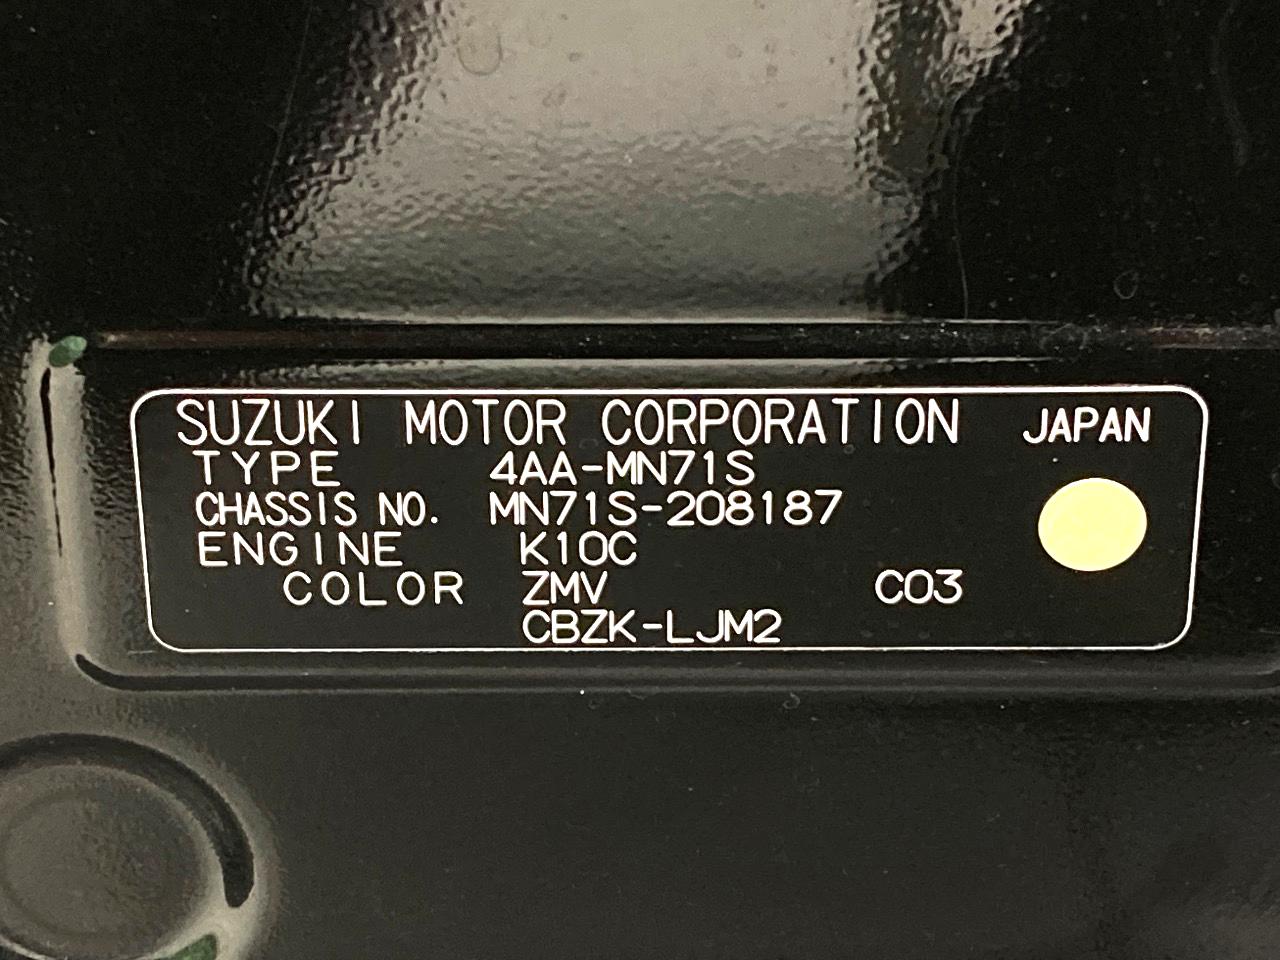 SUZUKI MOTOR CORPORATION JAPAN
TYPE 4AA-MN71S
CHASSIS NO. MN71S-208187
ENGINE K10C
COLOR ZMV C03
CBZK-LJM2